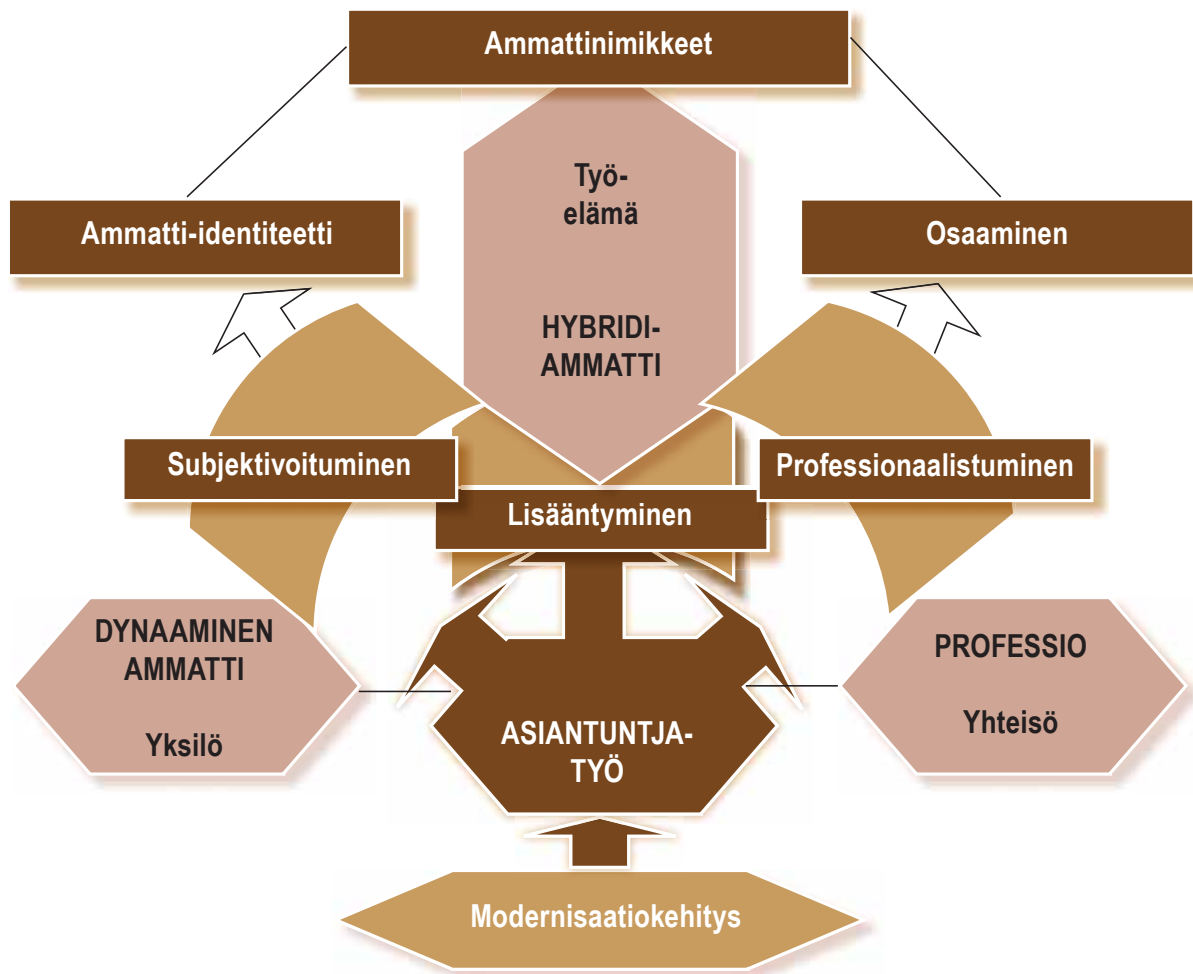 Ammattinimikkeet
Työ-
elämä
Ammatti-identiteetti
Osaaminen
HYBRIDI-
AMMATTI
Subjektivoituminen
Professionaalistuminen
Lisääntyminen
DYNAAMINEN
AMMATTI
Yksilö
PROFESSIO
Yhteisö
ASIANTUNTJA-
TYÖ
Modernisaatiokehitys